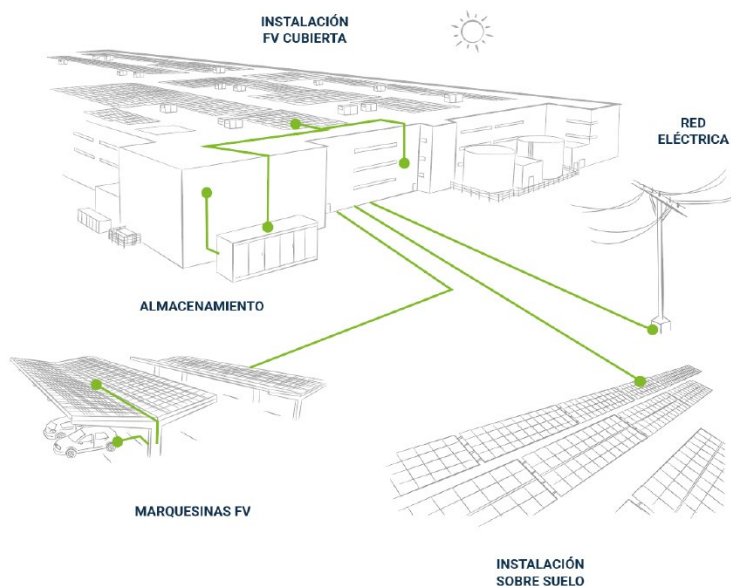 INSTALACIÓN
FV CUBIERTA
RED
ELÉCTRICA
ALMACENAMIENTO
MARQUESINAS FV
INSTALACIÓN
SOBRE SUELO